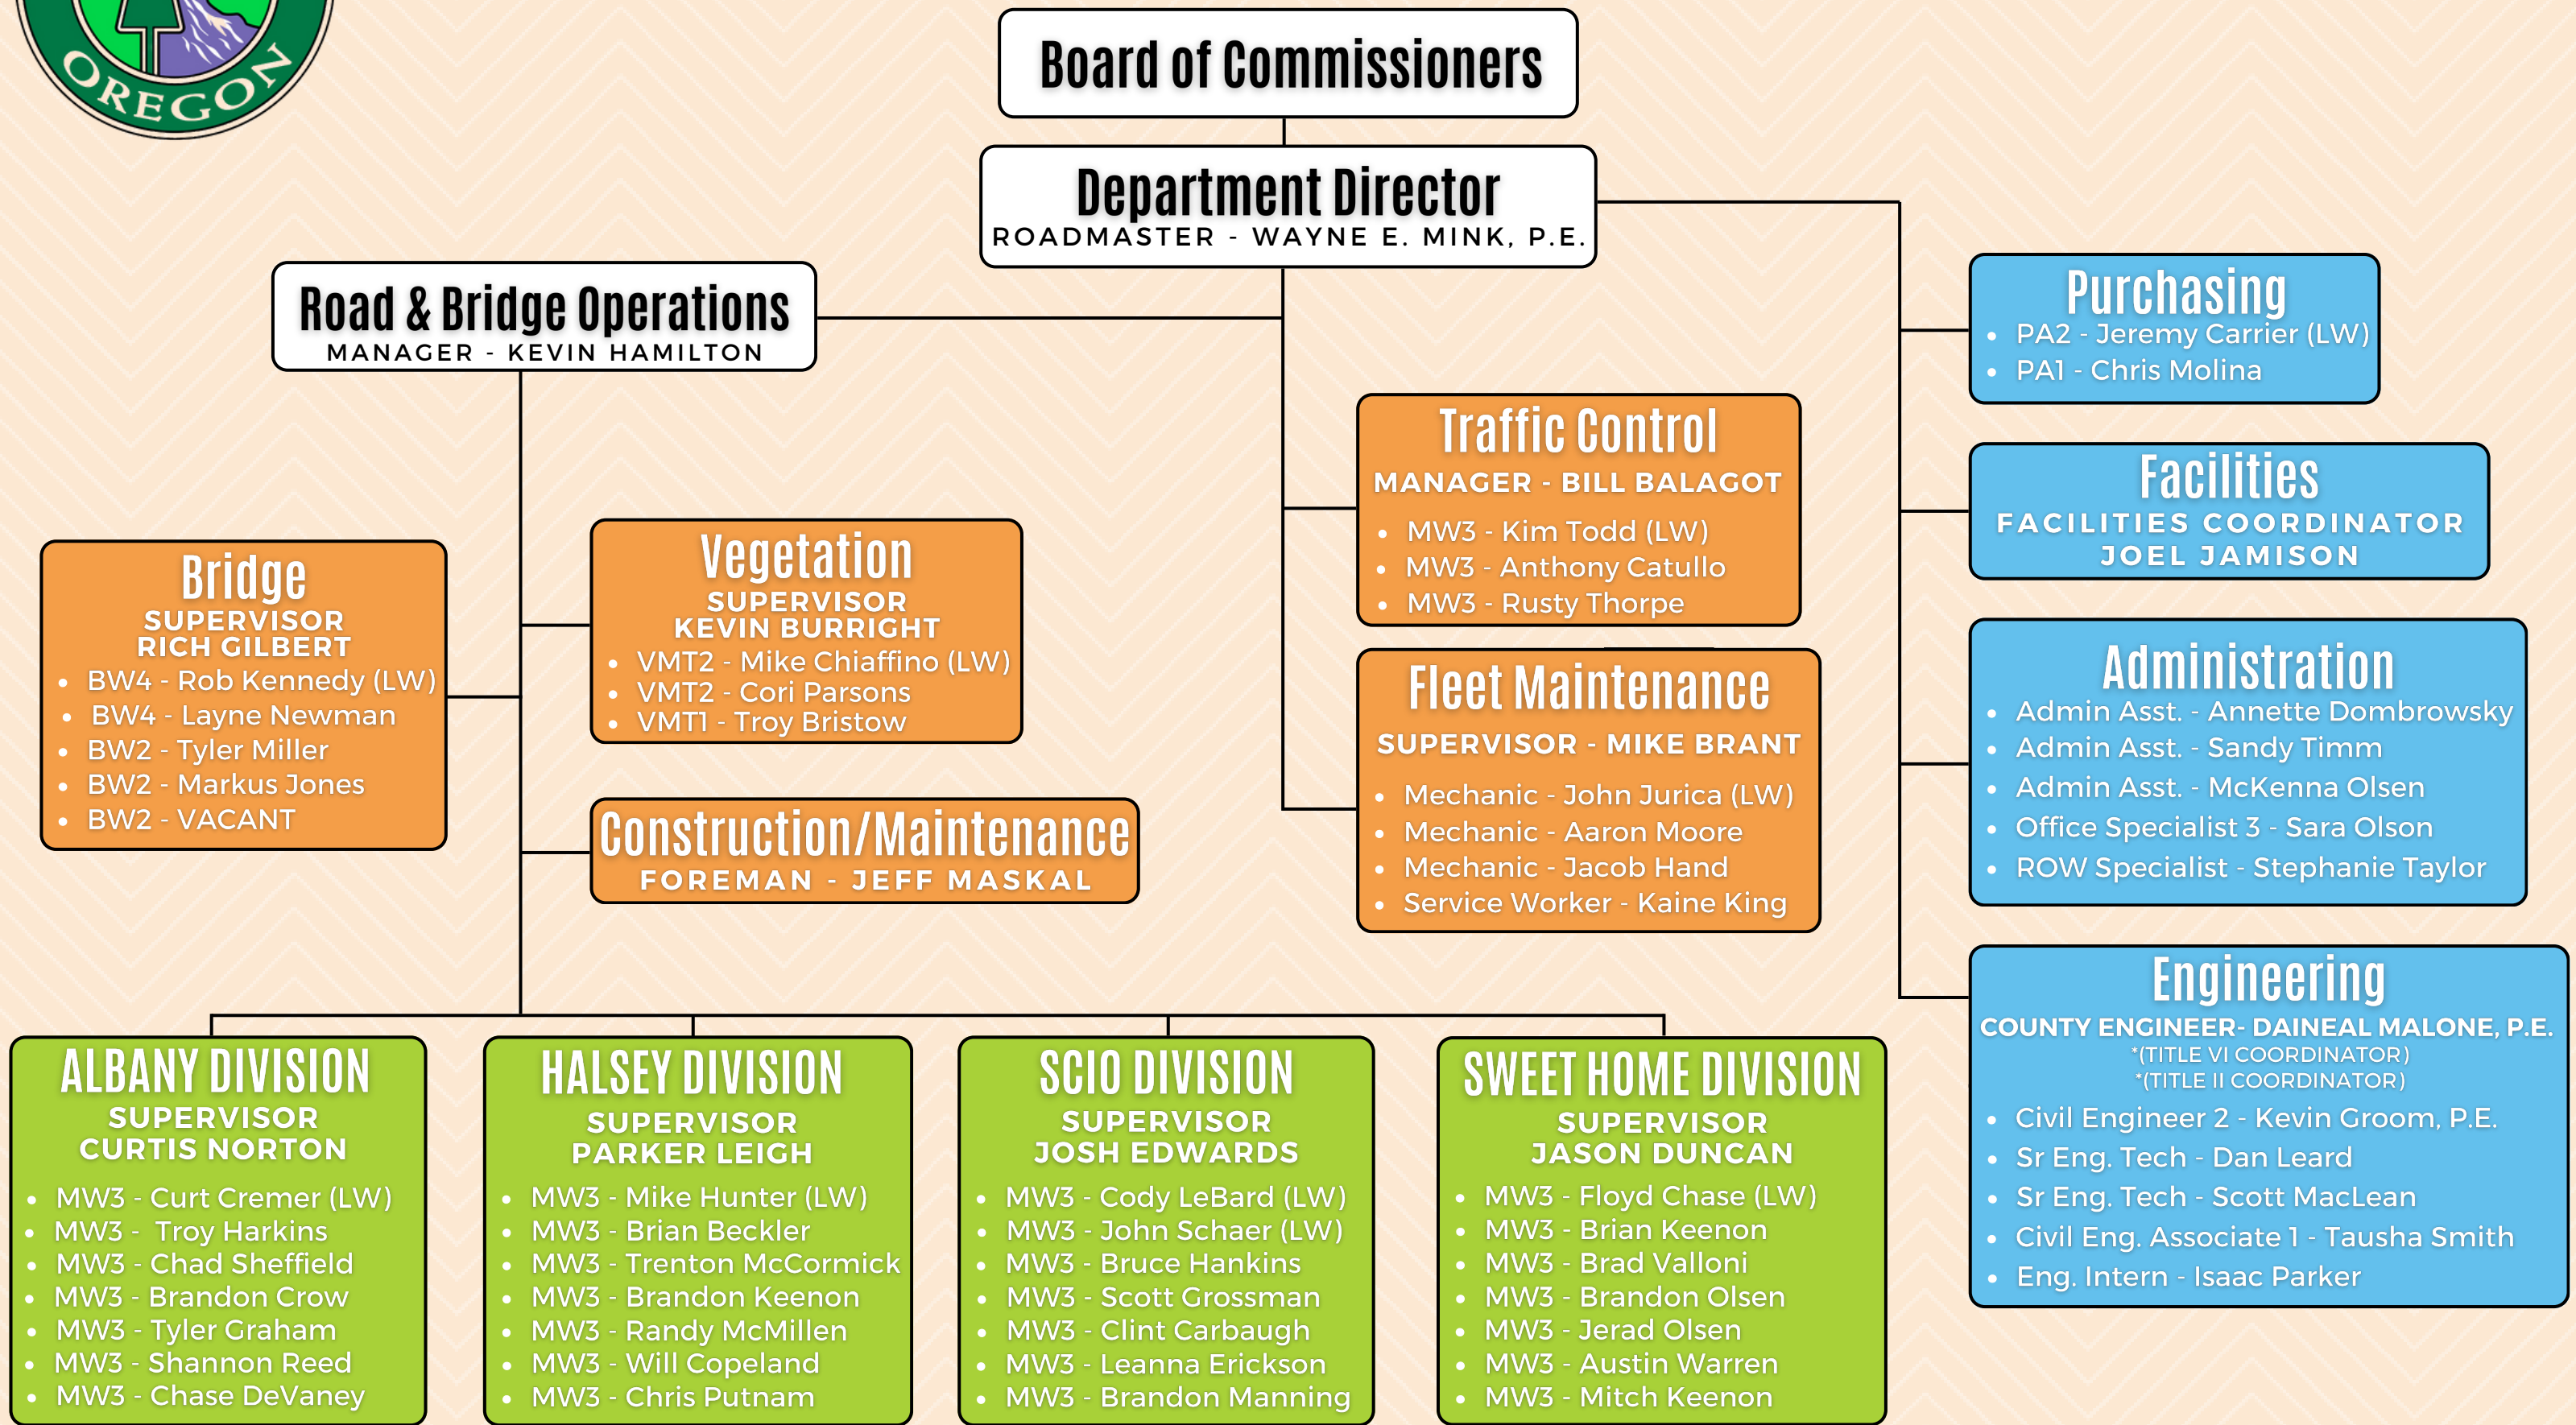 OREGON
Board of Commissioners
Department Director
ROADMASTER - WAYNE E. MINK, P.E.
Road & Bridge Operations
MANAGER - KEVIN HAMILTON
Bridge
SUPERVISOR
RICH GILBERT
• BW4 - Rob Kennedy (LW)
• BW4 - Layne Newman
• BW2 - Tyler Miller
• BW2 - Markus Jones
• BW2 - VACANT
Vegetation
SUPERVISOR
KEVIN BURRIGHT
• VMT2 - Mike Chiaffino (LW)
• VMT2 - Cori Parsons
• VMT1 - Troy Bristow
Construction/Maintenance
FOREMAN - JEFF MASKAL
Traffic Control
MANAGER - BILL BALAGOT
• MW3 - Kim Todd (LW)
• MW3 - Anthony Catullo
• MW3 - Rusty Thorpe
Fleet Maintenance
SUPERVISOR - MIKE BRANT
• Mechanic - John Jurica (LW)
• Mechanic - Aaron Moore
• Mechanic - Jacob Hand
• Service Worker - Kaine King
Purchasing
• PA2 - Jeremy Carrier (LW)
• PA1 - Chris Molina
Facilities
FACILITIES COORDINATOR
JOEL JAMISON
Administration
• Admin Asst. - Annette Dombrowsky
• Admin Asst. - Sandy Timm
• Admin Asst. - McKenna Olsen
• Office Specialist 3 - Sara Olson
• ROW Specialist - Stephanie Taylor
Engineering
COUNTY ENGINEER- DAINEAL MALONE, P.E.
*(TITLE VI COORDINATOR)
*(TITLE II COORDINATOR)
• Civil Engineer 2 - Kevin Groom, P.E.
• Sr Eng. Tech - Dan Leard
• Sr Eng. Tech - Scott MacLean
• Civil Eng. Associate 1 - Tausha Smith
• Eng. Intern - Isaac Parker
ALBANY DIVISION
SUPERVISOR
CURTIS NORTON
• MW3 - Curt Cremer (LW)
• MW3 - Troy Harkins
• MW3 - Chad Sheffield
• MW3 - Brandon Crow
• MW3 - Tyler Graham
• MW3 - Shannon Reed
• MW3 - Chase DeVaney
HALSEY DIVISION
SUPERVISOR
PARKER LEIGH
• MW3 - Mike Hunter (LW)
• MW3 - Brian Beckler
• MW3 - Trenton McCormick
• MW3 - Brandon Keenon
• MW3 - Randy McMillen
• MW3 - Will Copeland
• MW3 - Chris Putnam
SCIO DIVISION
SUPERVISOR
JOSH EDWARDS
• MW3 - Cody LeBard (LW)
• MW3 - John Schaer (LW)
• MW3 - Bruce Hankins
• MW3 - Scott Grossman
• MW3 - Clint Carbaugh
• MW3 - Leanna Erickson
• MW3 - Brandon Manning
SWEET HOME DIVISION
SUPERVISOR
JASON DUNCAN
• MW3 - Floyd Chase (LW)
• MW3 - Brian Keenon
• MW3 - Brad Valloni
• MW3 - Brandon Olsen
• MW3 - Jerad Olsen
• MW3 - Austin Warren
• MW3 - Mitch Keenon